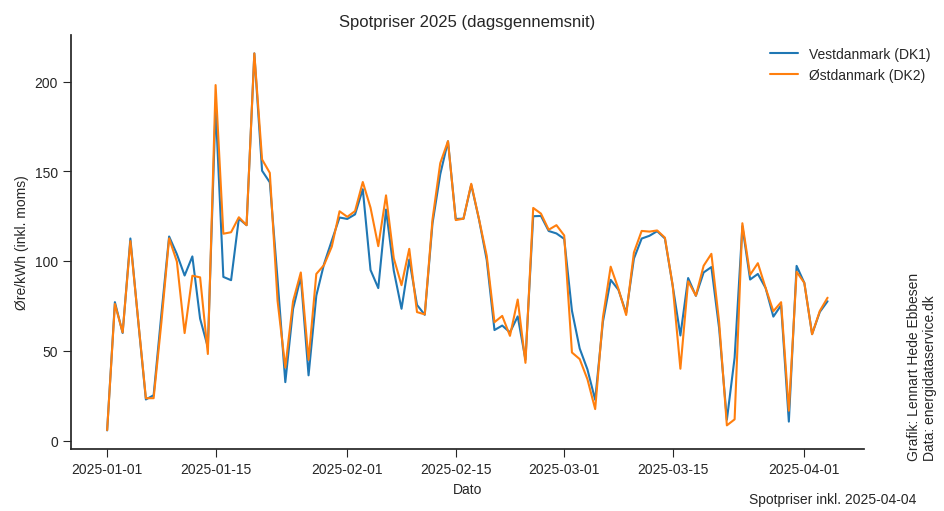 Spotpriser 2025 (dagsgennemsnit)
Vestdanmark (DK1)
Østdanmark (DK2)
Øre/kWh (inkl. moms)
200
150
100
50
0
2025-01-01
2025-01-15
2025-02-01
2025-02-15
2025-03-01
2025-03-15
2025-04-01
Dato
Grafik: Lennart Hede Ebbesen
Data: energidataservice.dk
Spotpriser inkl. 2025-04-04